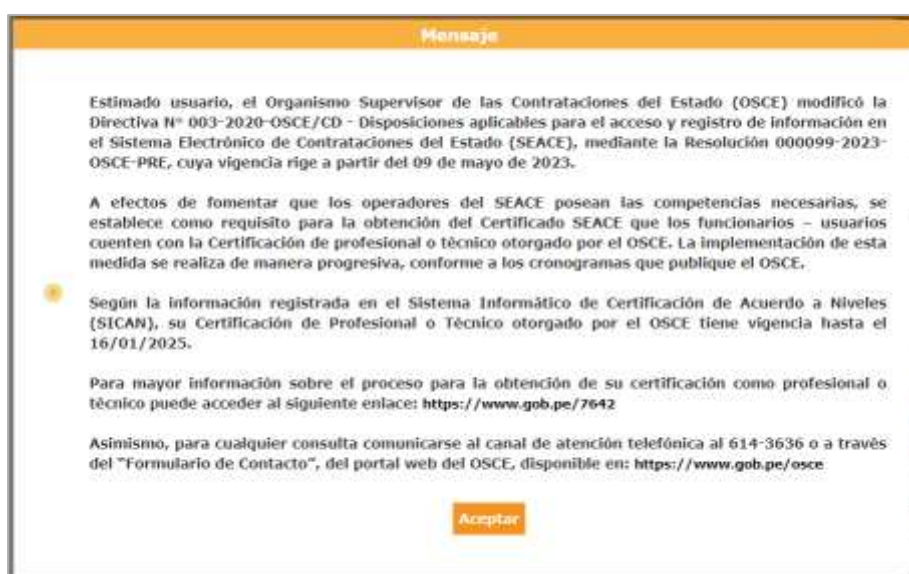 Mensaje
Estimado usuario, el Organismo Supervisor de las Contrataciones del Estado (OSCE) modificó la
Directiva N° 003-2020-OSCE/CD - Disposiciones aplicables para el acceso y registro de información en
el Sistema Electrónico de Contrataciones del Estado (SEACE), mediante la Resolución 000099-2023-
OSCE-PRE, cuya vigencia rige a partir del 09 de mayo de 2023.
A efectos de fomentar que los operadores del SEACE posean las competencias necesarias, se
establece como requisito para la obtención del Certificado SEACE que los funcionarios – usuarios
cuenten con la Certificación de profesional o técnico otorgado por el OSCE. La implementación de esta
medida se realiza de manera progresiva, conforme a los cronogramas que publique el OSCE.
Según la información registrada en el Sistema Informático de Certificación de Acuerdo a Niveles
(SICAN), su Certificación de Profesional o Técnico otorgado por el OSCE tiene vigencia hasta el
16/01/2025.
Para mayor información sobre el proceso para la obtención de su certificación como profesional o
técnico puede acceder al siguiente enlace: https://www.gob.pe/7642
Asimismo, para cualquier consulta comunicarse al canal de atención telefónica al 614-3636 o a través
del "Formulario de Contacto", del portal web del OSCE, disponible en: https://www.gob.pe/osce
Aceptar